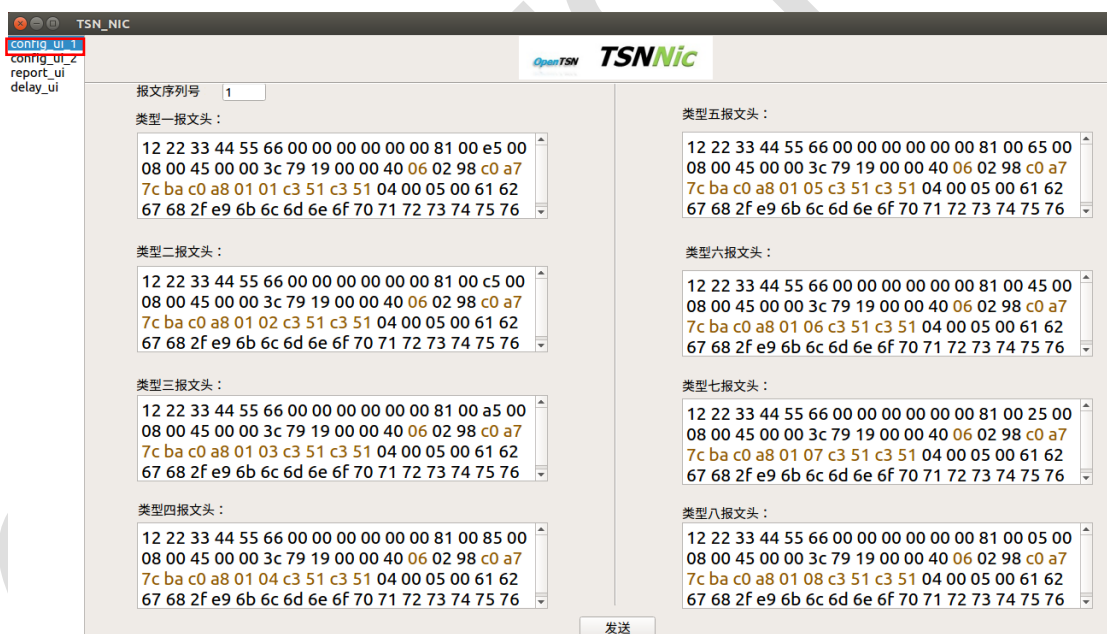 TSN_NIC
config_ui_1
config_ui_2
report_ui
delay_ui
OpenTSN TSNNic
报文序列号 1
类型一报文头：
12 22 33 44 55 66 00 00 00 00 00 00 81 00 e5 00
08 00 45 00 00 3c 79 19 00 00 40 06 02 98 c0 a7
7c ba c0 a8 01 01 c3 51 c3 51 04 00 05 00 61 62
67 68 2f e9 6b 6c 6d 6e 6f 70 71 72 73 74 75 76
类型二报文头：
12 22 33 44 55 66 00 00 00 00 00 00 81 00 c5 00
08 00 45 00 00 3c 79 19 00 00 40 06 02 98 c0 a7
7c ba c0 a8 01 02 c3 51 c3 51 04 00 05 00 61 62
67 68 2f e9 6b 6c 6d 6e 6f 70 71 72 73 74 75 76
类型三报文头：
12 22 33 44 55 66 00 00 00 00 00 00 81 00 a5 00
08 00 45 00 00 3c 79 19 00 00 40 06 02 98 c0 a7
7c ba c0 a8 01 03 c3 51 c3 51 04 00 05 00 61 62
67 68 2f e9 6b 6c 6d 6e 6f 70 71 72 73 74 75 76
类型四报文头：
12 22 33 44 55 66 00 00 00 00 00 00 81 00 85 00
08 00 45 00 00 3c 79 19 00 00 40 06 02 98 c0 a7
7c ba c0 a8 01 04 c3 51 c3 51 04 00 05 00 61 62
67 68 2f e9 6b 6c 6d 6e 6f 70 71 72 73 74 75 76
类型五报文头：
12 22 33 44 55 66 00 00 00 00 00 00 81 00 65 00
08 00 45 00 00 3c 79 19 00 00 40 06 02 98 c0 a7
7c ba c0 a8 01 05 c3 51 c3 51 04 00 05 00 61 62
67 68 2f e9 6b 6c 6d 6e 6f 70 71 72 73 74 75 76
类型六报文头：
12 22 33 44 55 66 00 00 00 00 00 00 81 00 45 00
08 00 45 00 00 3c 79 19 00 00 40 06 02 98 c0 a7
7c ba c0 a8 01 06 c3 51 c3 51 04 00 05 00 61 62
67 68 2f e9 6b 6c 6d 6e 6f 70 71 72 73 74 75 76
类型七报文头：
12 22 33 44 55 66 00 00 00 00 00 00 81 00 25 00
08 00 45 00 00 3c 79 19 00 00 40 06 02 98 c0 a7
7c ba c0 a8 01 07 c3 51 c3 51 04 00 05 00 61 62
67 68 2f e9 6b 6c 6d 6e 6f 70 71 72 73 74 75 76
类型八报文头：
12 22 33 44 55 66 00 00 00 00 00 00 81 00 05 00
08 00 45 00 00 3c 79 19 00 00 40 06 02 98 c0 a7
7c ba c0 a8 01 08 c3 51 c3 51 04 00 05 00 61 62
67 68 2f e9 6b 6c 6d 6e 6f 70 71 72 73 74 75 76
发送